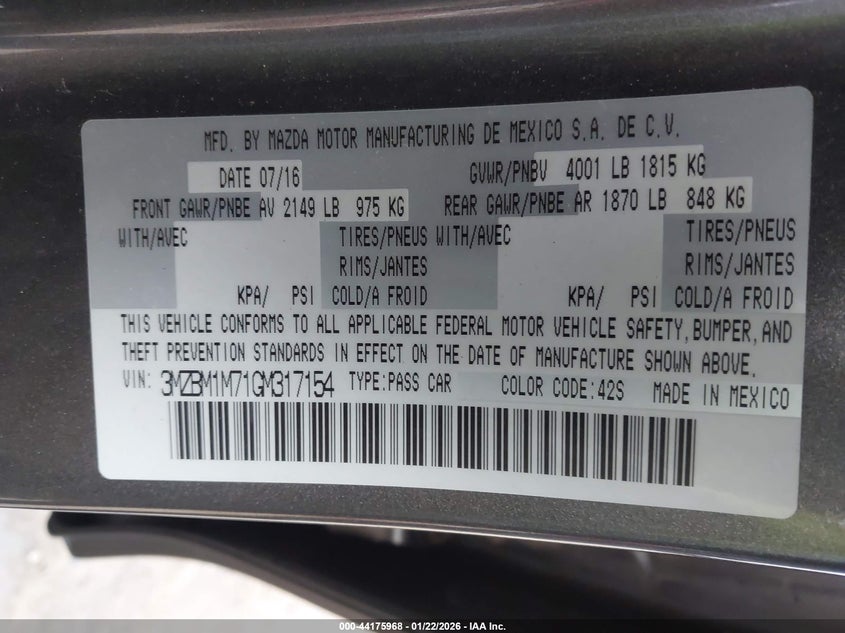 MFD. BY MAZDA MOTOR MANUFACTURING DE MEXICO S.A. DE C.V.
DATE 07/16 GVWR/PNBV 4001 LB 1815 KG
FRONT GAWR/PNBE AV 2149 LB 975 KG REAR GAWR/PNBE AR 1870 LB 848 KG
WITH/AVEC TIRES/PNEUS WITH/AVEC TIRES/PNEUS
RIMS/JANTES RIMS/JANTES
KPA/ PSI COLD/A FROID KPA/ PSI COLD/A FROID
THIS VEHICLE CONFORMS TO ALL APPLICABLE FEDERAL MOTOR VEHICLE SAFETY, BUMPER, AND
THEFT PREVENTION STANDARDS IN EFFECT ON THE DATE OF MANUFACTURE SHOWN ABOVE.
VIN: 3MZBM1M71GM317154 TYPE:PASS CAR COLOR CODE:42S MADE IN MEXICO
000-44175968 - 01/22/2026 - IAA Inc.